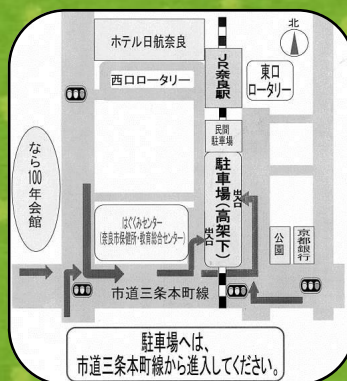 北
ホテル日航奈良
JR奈良駅
西口ロータリー
東口
ロータリー
民間
駐車場
なら100年会館
駐車場(高架下)
出入口
出入口
はぐくみセンター
(奈良市保健所・教育総合センター)
公園
京都銀行
市道三条本町線
駐車場へは、
市道三条本町線から進入してください。